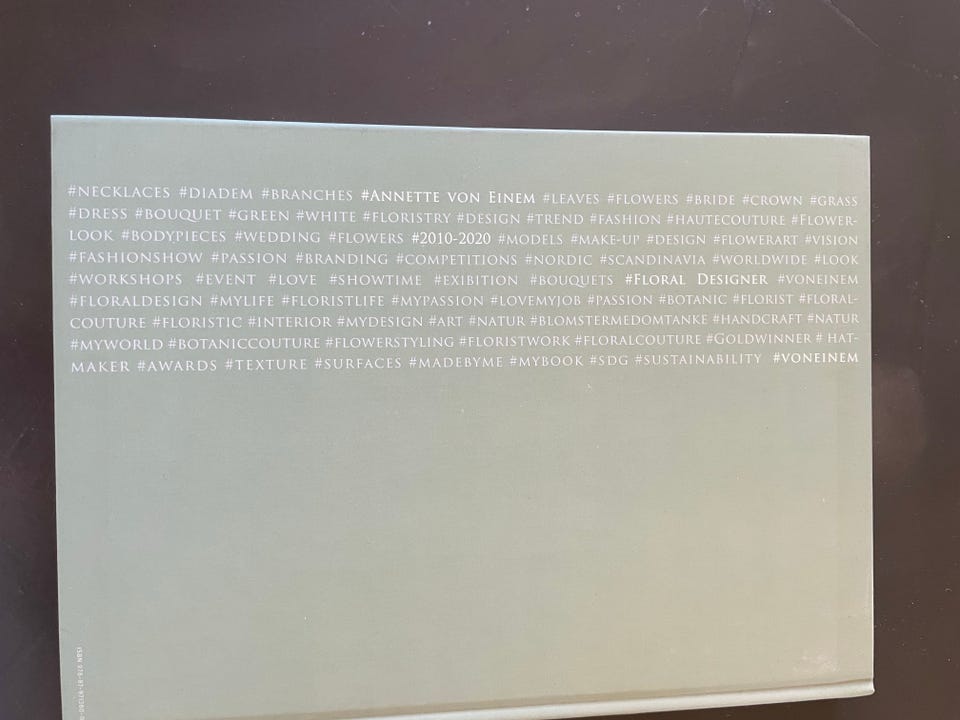 #NECKLACES #DIADEM #BRANCHES #ANNETTE VON EINEM #LEAVES #FLOWERS #BRIDE #CROWN #GRASS
#DRESS #BOUQUET #GREEN #WHITE #FLORISTRY #DESIGN #TREND #FASHION #HAUTECOUTURE #FLOWER-
LOOK #BODYPIECES #WEDDING #FLOWERS #2010-2020 #MODELS #MAKE-UP #DESIGN #FLOWERART #VISION
#FASHIONSHOW #PASSION #BRANDING #COMPETITIONS #NORDIC #SCANDINAVIA #WORLDWIDE #LOOK
#WORKSHOPS #EVENT #LOVE #SHOWTIME #EXIBITION #BOUQUETS #FLORAL DESIGNER #VONEINEM
#FLORALDESIGN #MYLIFE #FLORISTLIFE #MYPASSION #LOVEMYJOB #PASSION #BOTANIC #FLORIST #FLORAL-
COUTURE #FLORISTIC #INTERIOR #MYDESIGN #ART #NATUR #BLOMSTERMEDOMTANKE #HANDCRAFT #NATUR
#MYWORLD #BOTANICCOUTURE #FLOWERSTYLING #FLORISTWORK #FLORALCOUTURE #GOLDWINNER # HAT-
MAKER #AWARDS #TEXTURE #SURFACES #MADEBYME #MYBOOK #SDG #SUSTAINABILITY #VONEINEM
ISBN